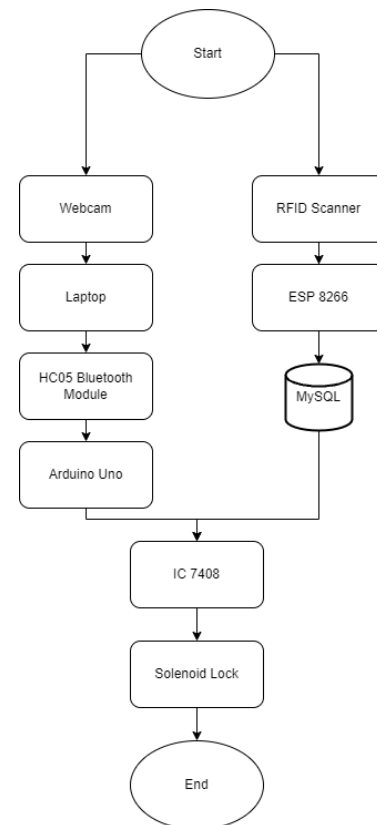 Start
Webcam
RFID Scanner
Laptop
ESP 8266
HC05 Bluetooth
Module
MySQL
Arduino Uno
IC 7408
Solenoid Lock
End